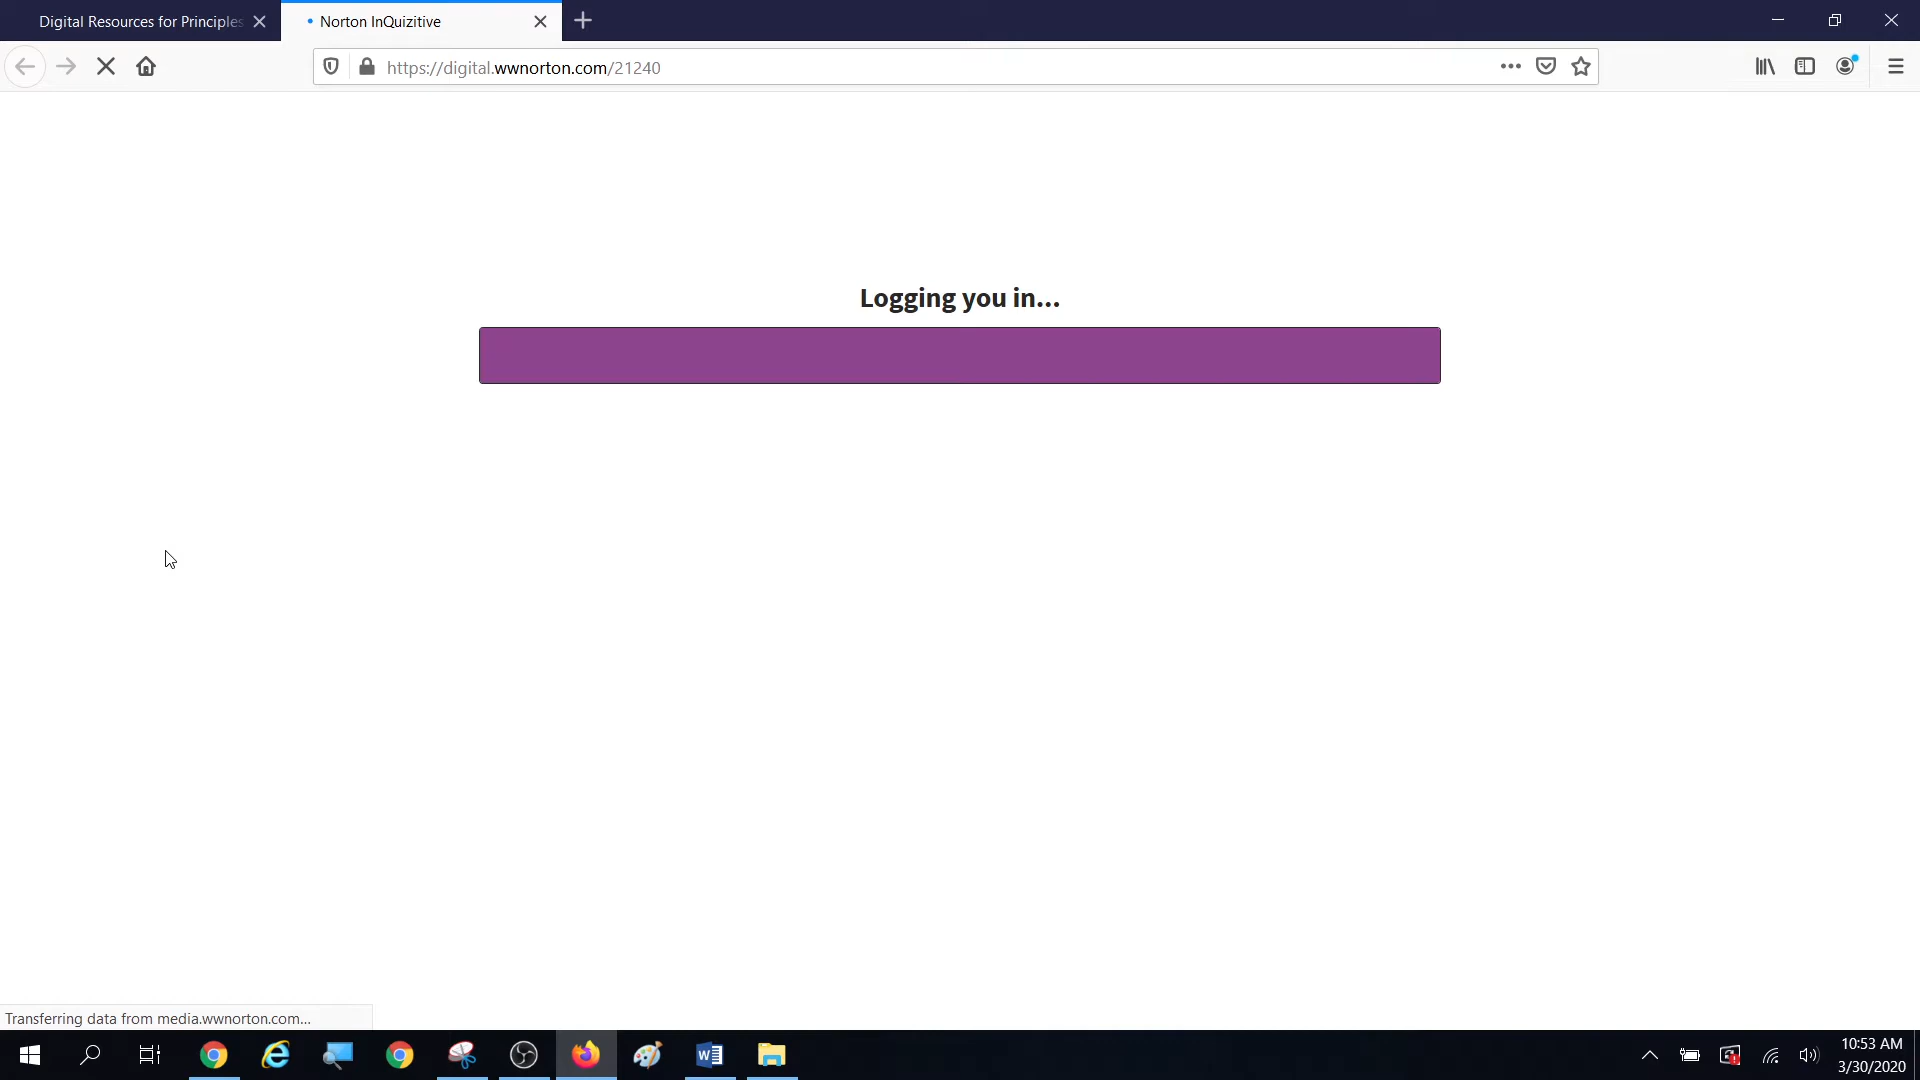 Digital Resources for Principles
• Norton InQuizitive
https://digital.wwnorton.com/21240
Logging you in...
Transferring data from media.wwnorton.com...
10:53 AM
3/30/2020